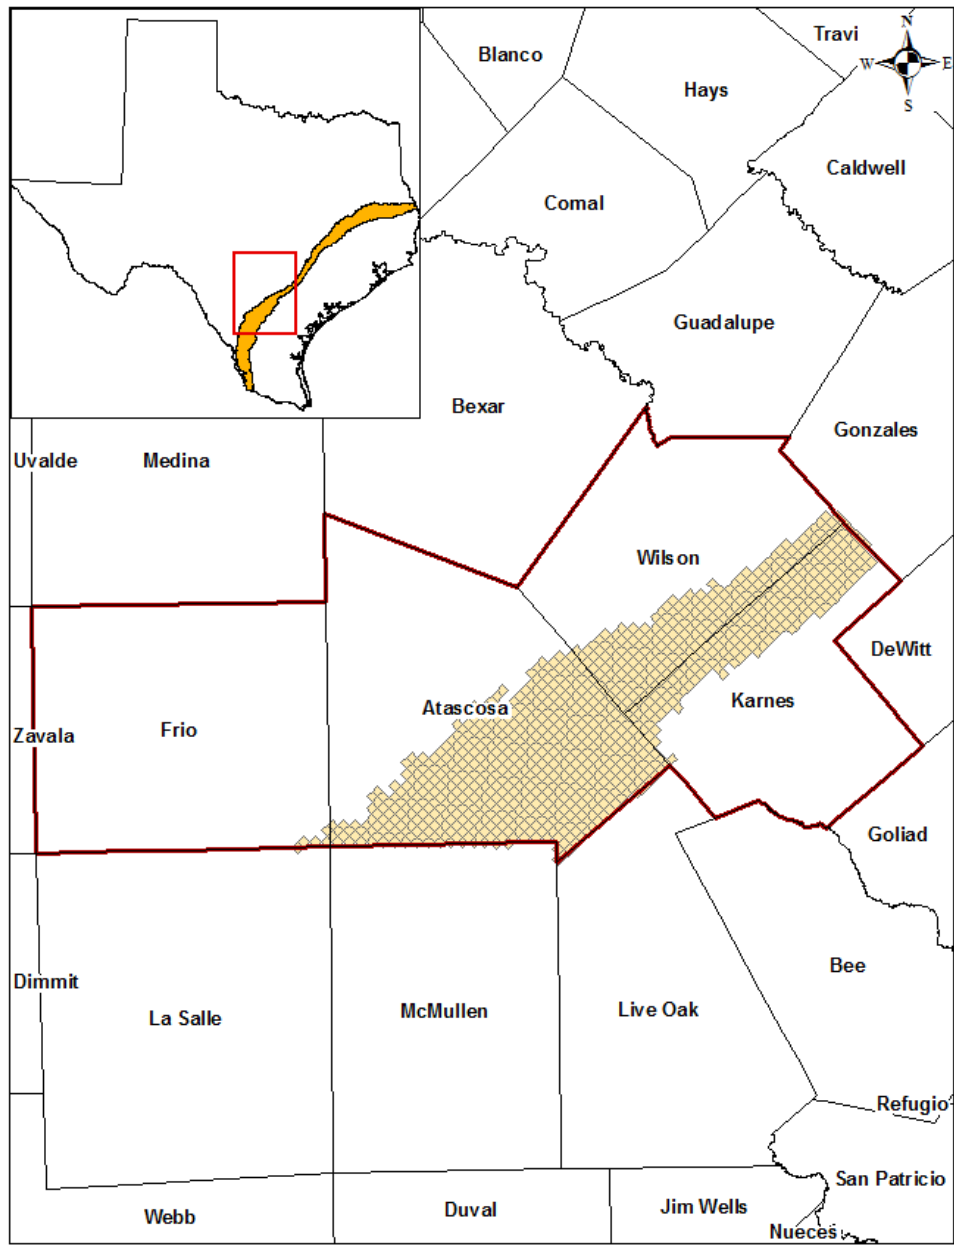 Travi
Blanco
N
W
E
S
Hays
Caldwell
Comal
Guadalupe
Bexar
Gonzales
Uvalde
Medina
Wilson
DeWitt
Karnes
Atascosa
Zavala
Frio
Goliad
Bee
Dimmit
La Salle
McMullen
Live Oak
Refugio
San Patricio
Webb
Duval
Jim Wells
Nueces